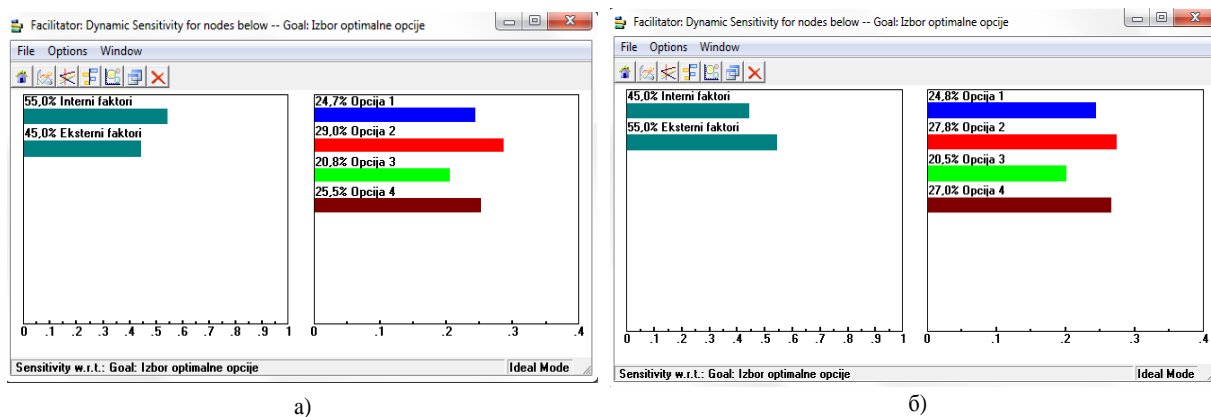 Facilitator: Dynamic Sensitivity for nodes below -- Goal: Izbor optimalne opcije
File Options Window
55,0% Interni faktori
45,0% Eksterni faktori
0 .1 .2 .3 .4 .5 .6 .7 .8 .9 1
24,7% Opcija 1
29,0% Opcija 2
20,8% Opcija 3
25,5% Opcija 4
0 .1 .2 .3 .4
Sensitivity w.r.t.: Goal: Izbor optimalne opcije
Ideal Mode
а)
Facilitator: Dynamic Sensitivity for nodes below -- Goal: Izbor optimalne opcije
File Options Window
45,0% Interni faktori
55,0% Eksterni faktori
0 .1 .2 .3 .4 .5 .6 .7 .8 .9 1
24,8% Opcija 1
27,8% Opcija 2
20,5% Opcija 3
27,0% Opcija 4
0 .1 .2 .3 .4
Sensitivity w.r.t.: Goal: Izbor optimalne opcije
Ideal Mode
б)